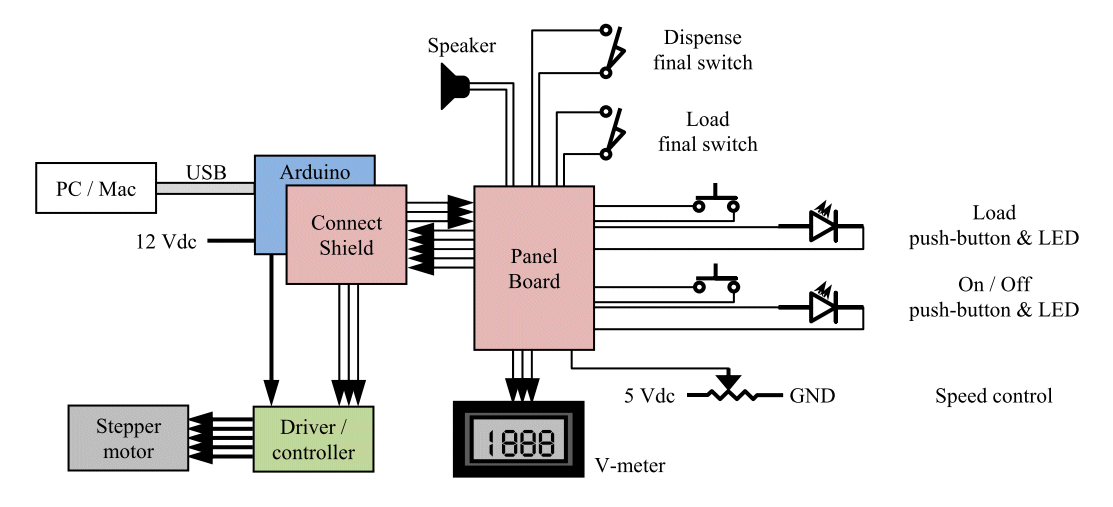 Speaker
Dispense
final switch
Load
final switch
PC / Mac
USB
Arduino
12 Vdc
Connect
Shield
Panel
Board
Load
push-button & LED
On / Off
push-button & LED
5 Vdc
GND
Speed control
Stepper
motor
Driver /
controller
1888
V-meter